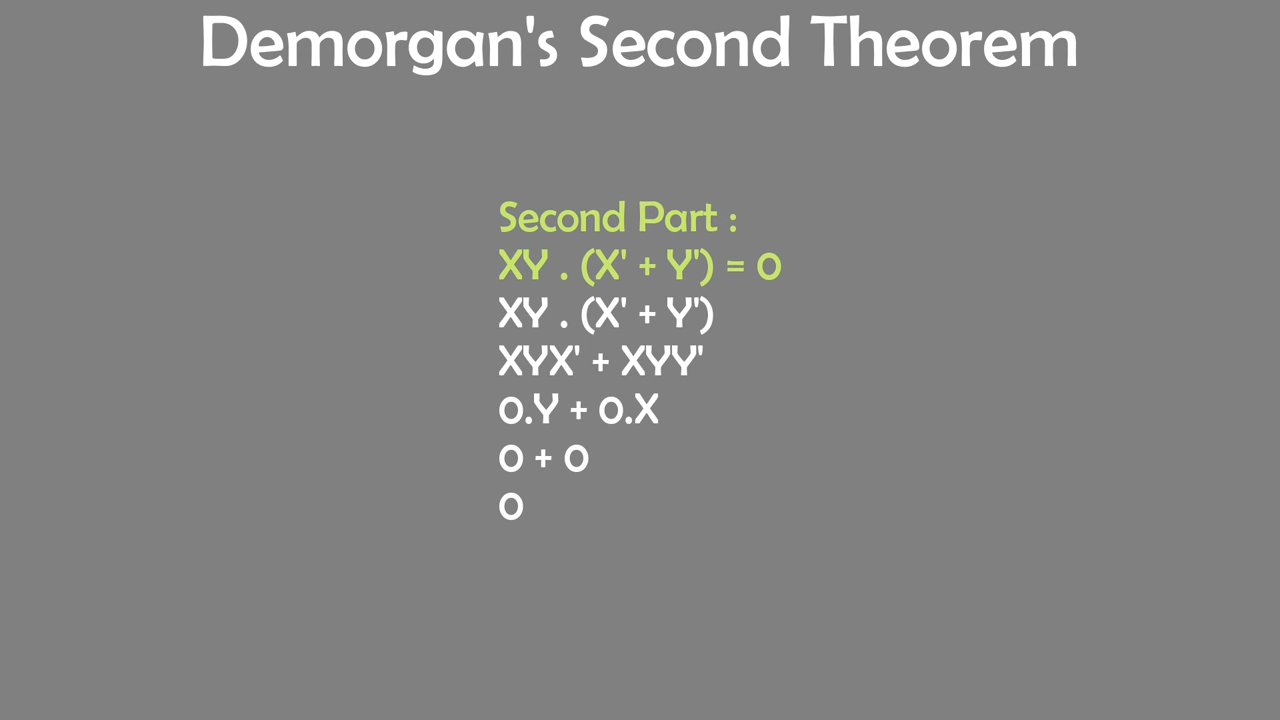 Demorgan's Second Theorem
Second Part :
XY . (X' + Y') = 0
XY . (X' + Y')
XYX' + XYY'
0.Y + 0.X
0 + 0
0